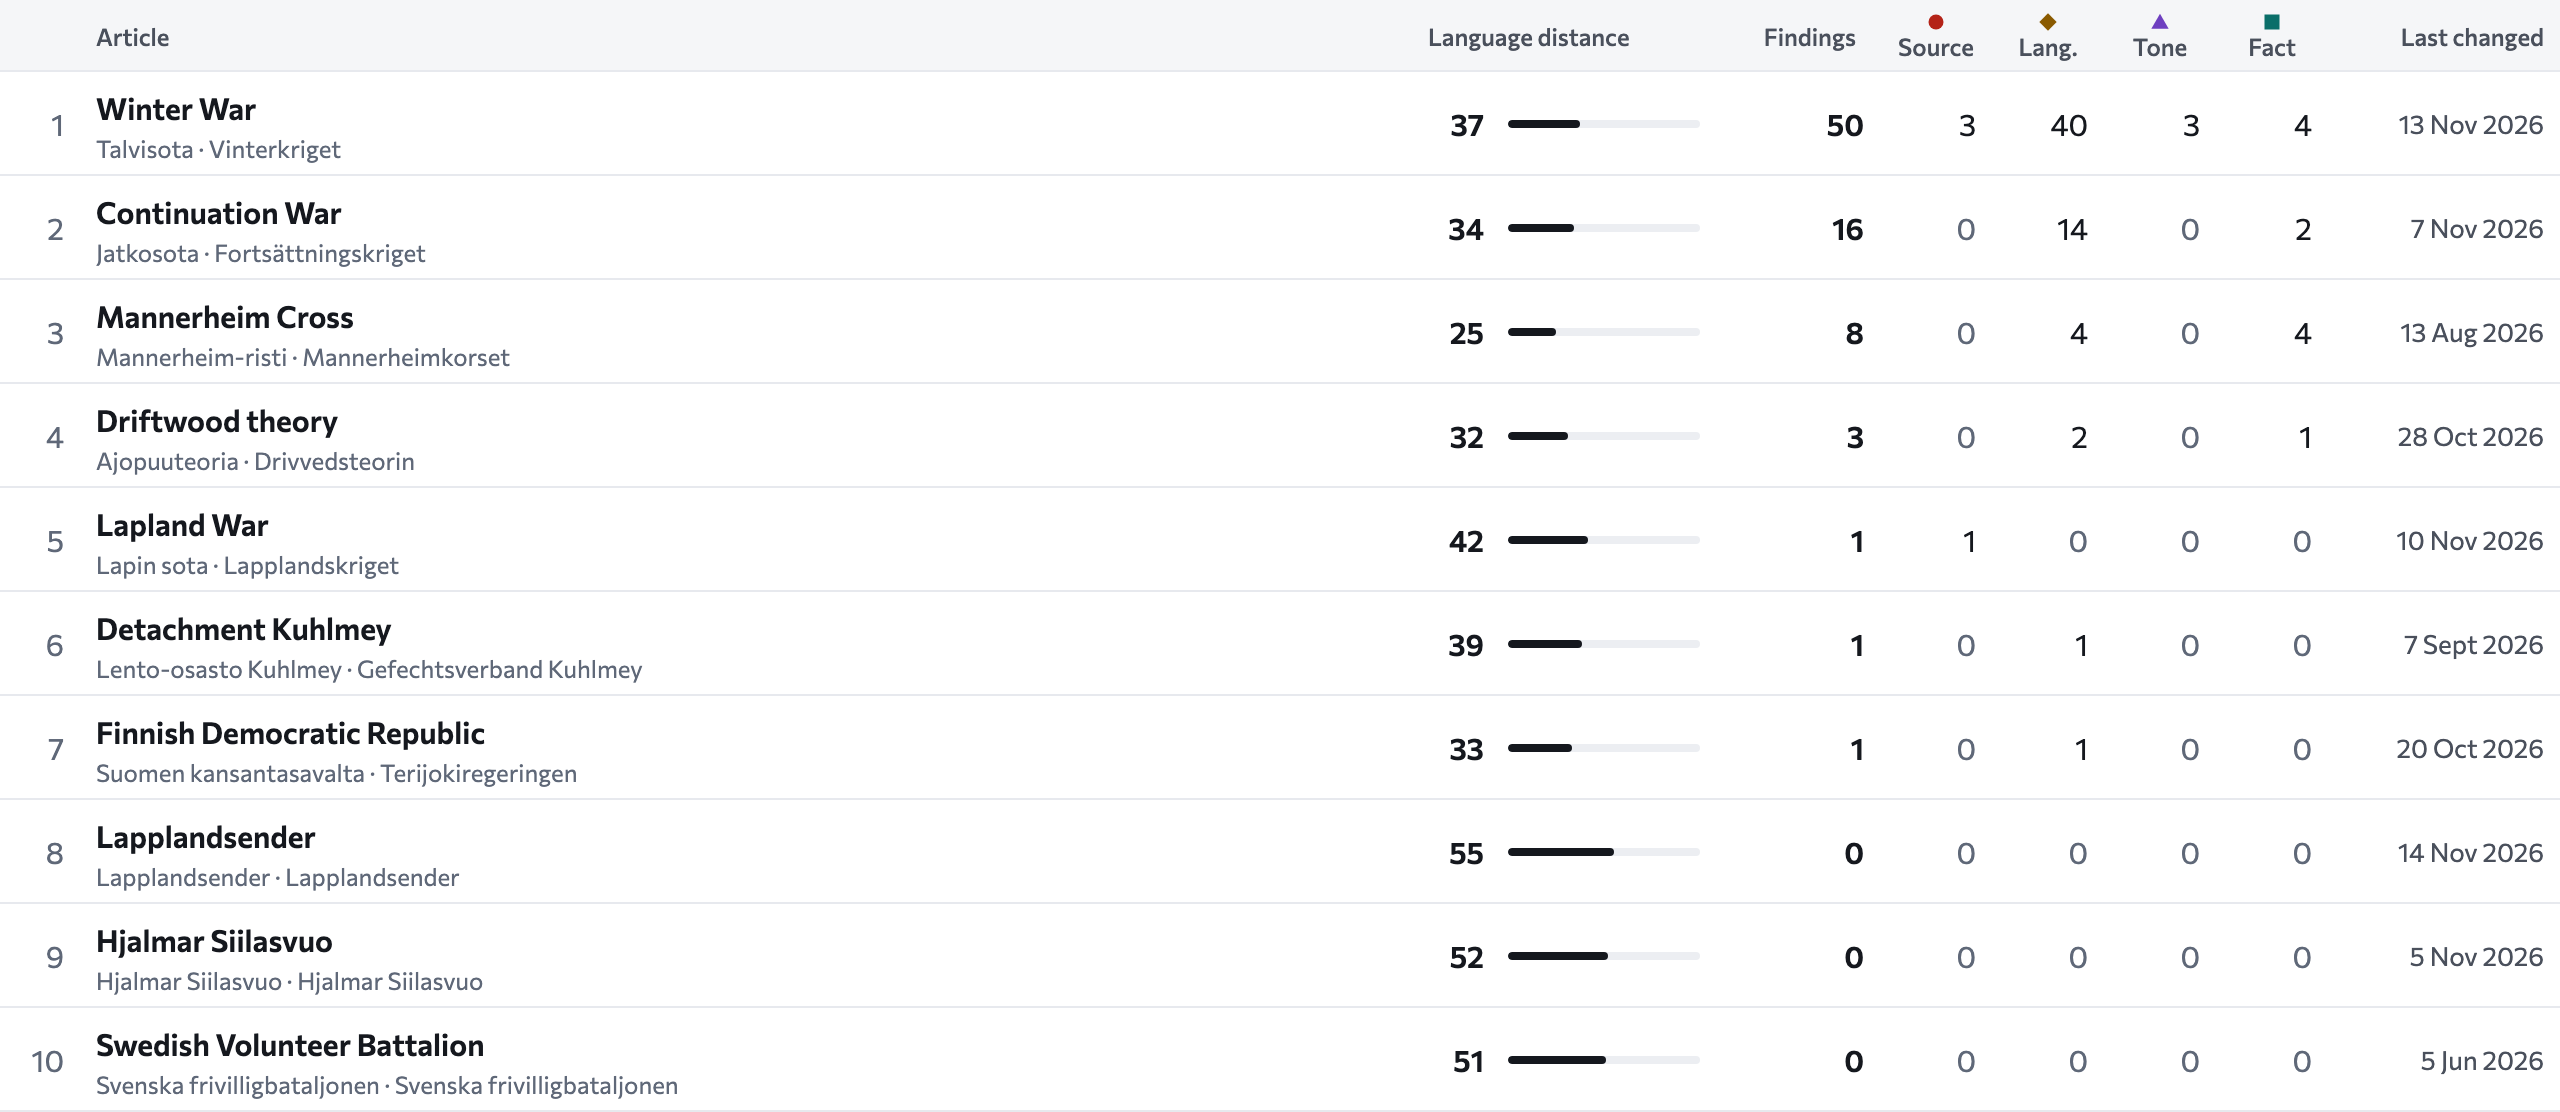 Article Language distance Findings Source Lang. Tone Fact Last changed
1 Winter War 37 50 3 40 3 4 13 Nov 2026
Talvisota · Vinterkriget
2 Continuation War 34 16 0 14 0 2 7 Nov 2026
Jatkosota · Fortsättningskriget
3 Mannerheim Cross 25 8 0 4 0 4 13 Aug 2026
Mannerheim-risti · Mannerheimkorset
4 Driftwood theory 32 3 0 2 0 1 28 Oct 2026
Ajopuuteoria · Drivvedsteorin
5 Lapland War 42 1 1 0 0 0 10 Nov 2026
Lapin sota · Lapplandskriget
6 Detachment Kuhlmey 39 1 0 1 0 0 7 Sept 2026
Lento-osasto Kuhlmey · Gefechtsverband Kuhlmey
7 Finnish Democratic Republic 33 1 0 1 0 0 20 Oct 2026
Suomen kansantasavalta · Terijokiregeringen
8 Lapplandsender 55 0 0 0 0 0 14 Nov 2026
Lapplandsender · Lapplandsender
9 Hjalmar Siilasvuo 52 0 0 0 0 0 5 Nov 2026
Hjalmar Siilasvuo · Hjalmar Siilasvuo
10 Swedish Volunteer Battalion 51 0 0 0 0 0 5 Jun 2026
Svenska frivilligbataljonen · Svenska frivilligbataljonen